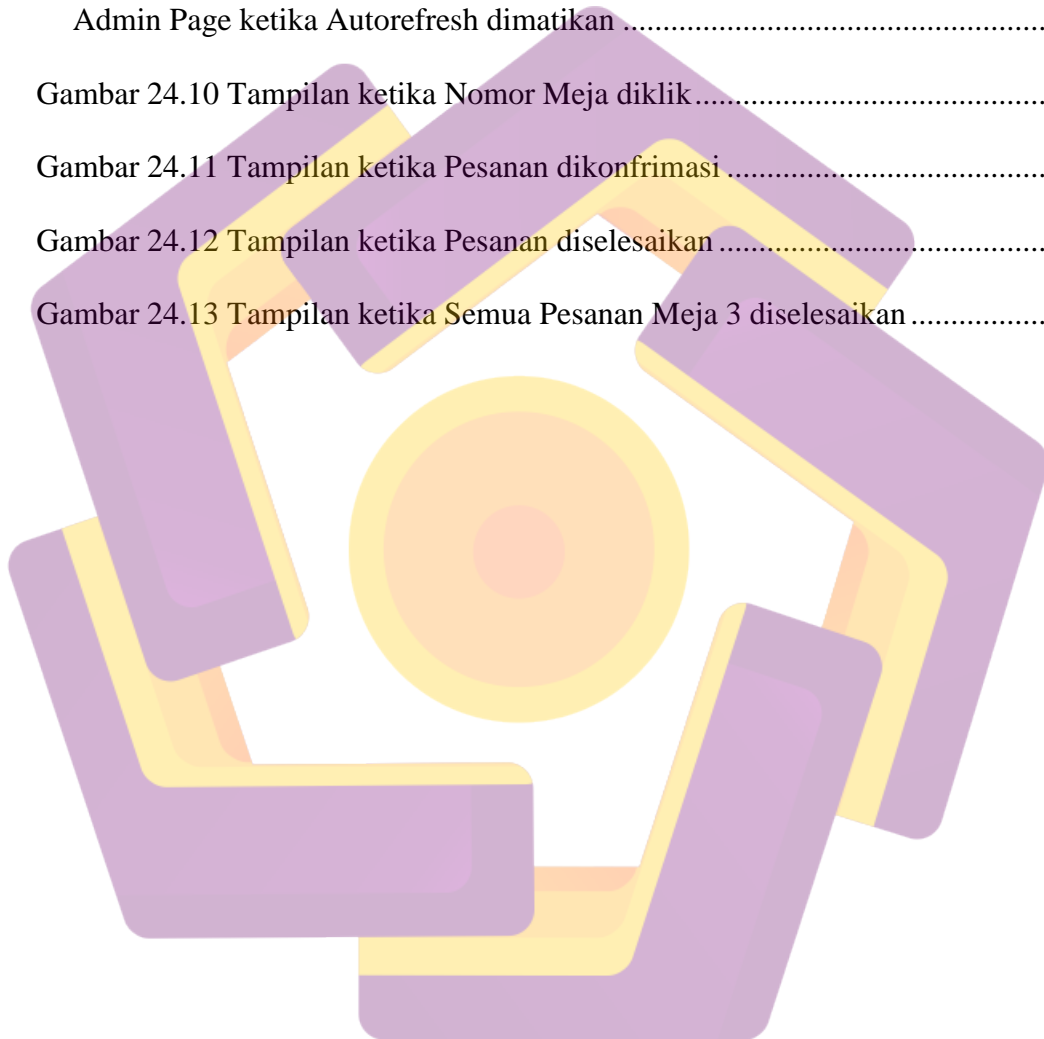 Admin Page ketika Autorefresh dimatikan ................................................
Gambar 24.10 Tampilan ketika Nomor Meja diklik........................................
Gambar 24.11 Tampilan ketika Pesanan dikonfrimasi ....................................
Gambar 24.12 Tampilan ketika Pesanan diselesaikan .....................................
Gambar 24.13 Tampilan ketika Semua Pesanan Meja 3 diselesaikan ...............